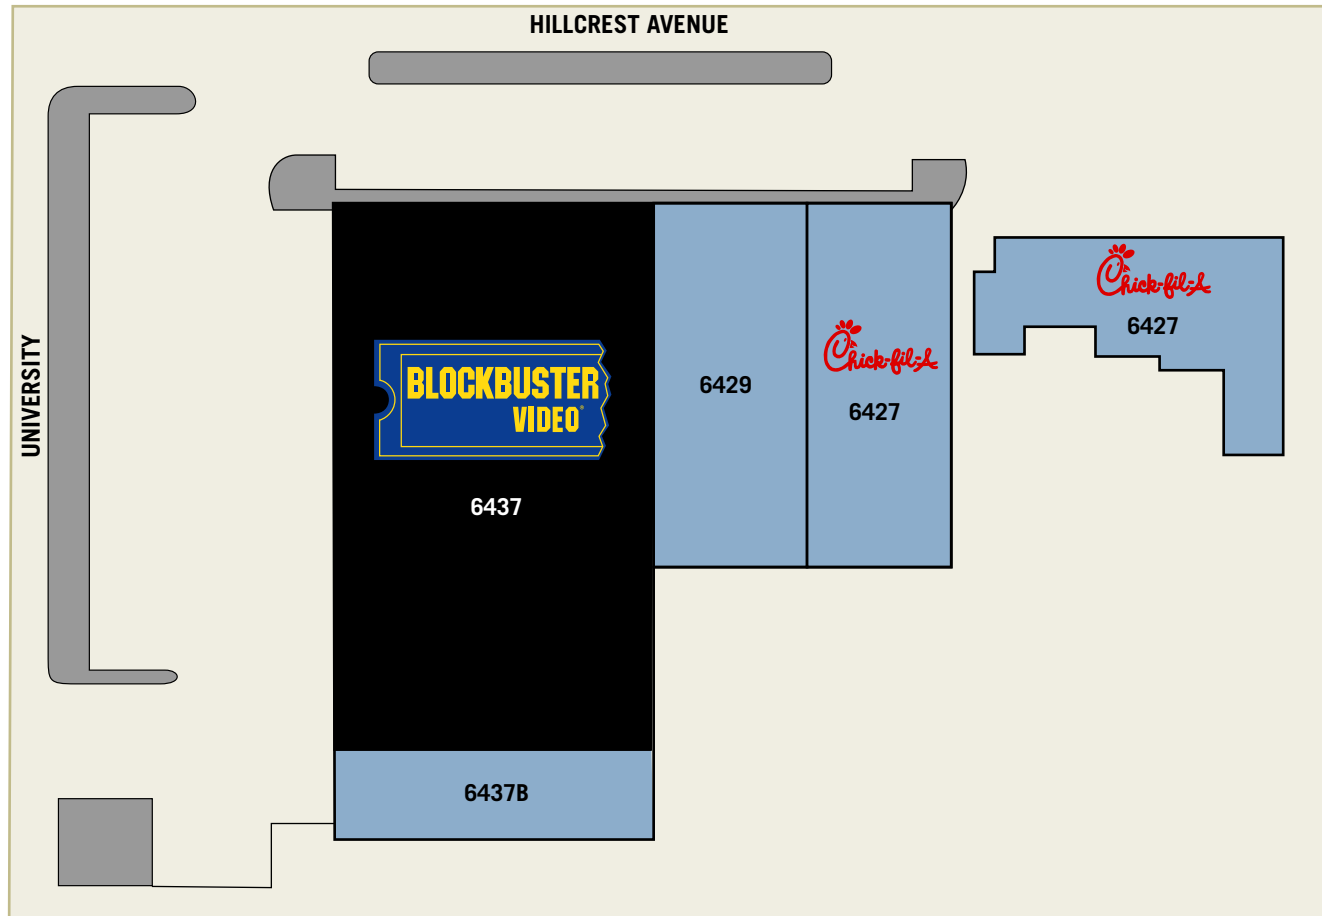 HILLCREST AVENUE
UNIVERSITY
BLOCKBUSTER
VIDEO®
6437
6429
Chick-fil-A
6427
Chick-fil-A
6427
6437B